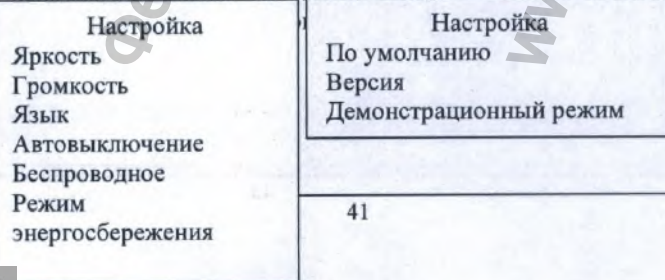 Настройка
Яркость
Громкость
Язык
Автовыключение
Беспроводное
Режим
энергосбережения
Настройка
По умолчанию
Версия
Демонстрационный режим
41